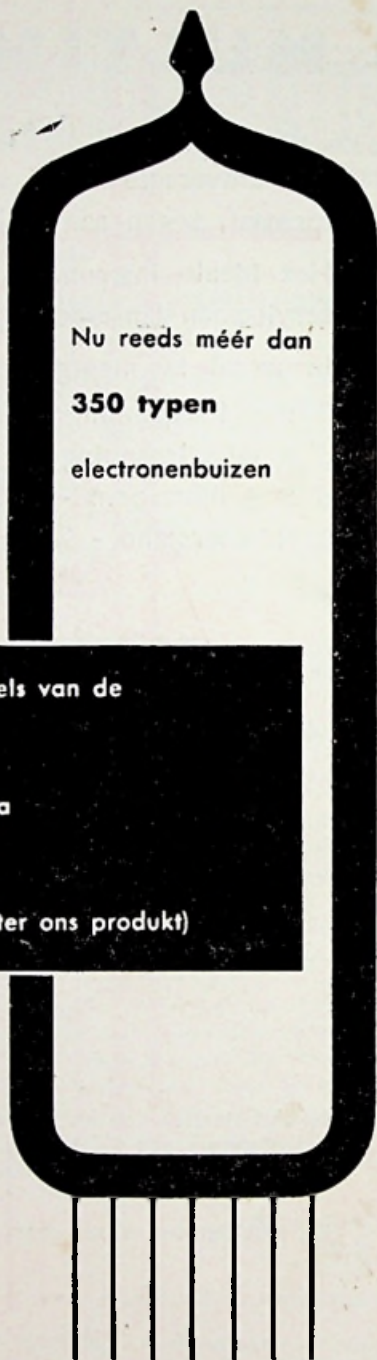 Nu reeds méér dan
350 typen
electronenbuizen
els van de
a
ter ons produkt)